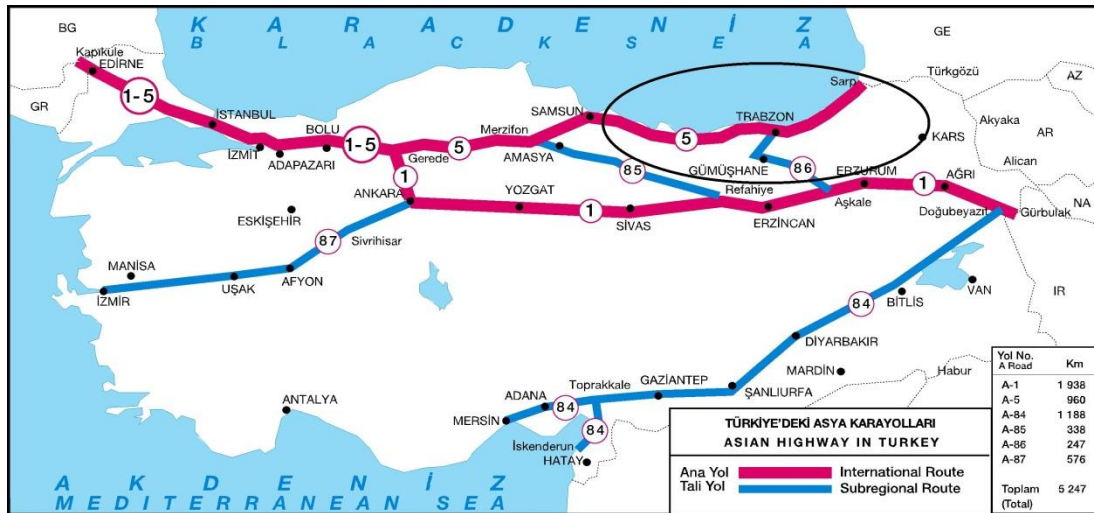 K A R A D E N İ Z
B L A C K S E A
BG
GE
Kapıkule
EDİRNE
Türkgözü
AZ
Sarp
1-5
GR
İSTANBUL
SAMSUN
TRABZON
Akyaka
AR
BOLU
1-5
Merzifon
5
5
KARS
İZMİT
ADAPAZARI
Gerede
AMASYA
GÜMÜŞHANE
Alican
85
86
ERZURUM
1
AĞRI
1
ANKARA
YOZGAT
1
SİVAS
Refahiye
ERZİNCAN
Aşkale
Doğubeyazıt
NA
Gürbulak
ESKİŞEHİR
87
Sivrihisar
MANİSA
İZMİR
UŞAK
AFYON
84
BİTLİS
VAN
IR
DİYARBAKIR
MARDİN
Habur
ANTALYA
ADANA
Toprakkale
GAZİANTEP
ŞANLIURFA
MERSİN
84
84
İskenderun
HATAY
A K D E N İ Z
M E D I T E R R A N E A N S E A
TÜRKİYE'DEKİ ASYA KARAYOLLARI
ASIAN HIGHWAY IN TURKEY
Ana Yol International Route
Tali Yol Subregional Route
Yol No. Km
A Road
A-1 1 938
A-5 960
A-84 1 188
A-85 338
A-86 247
A-87 576
Toplam 5 247
(Total)